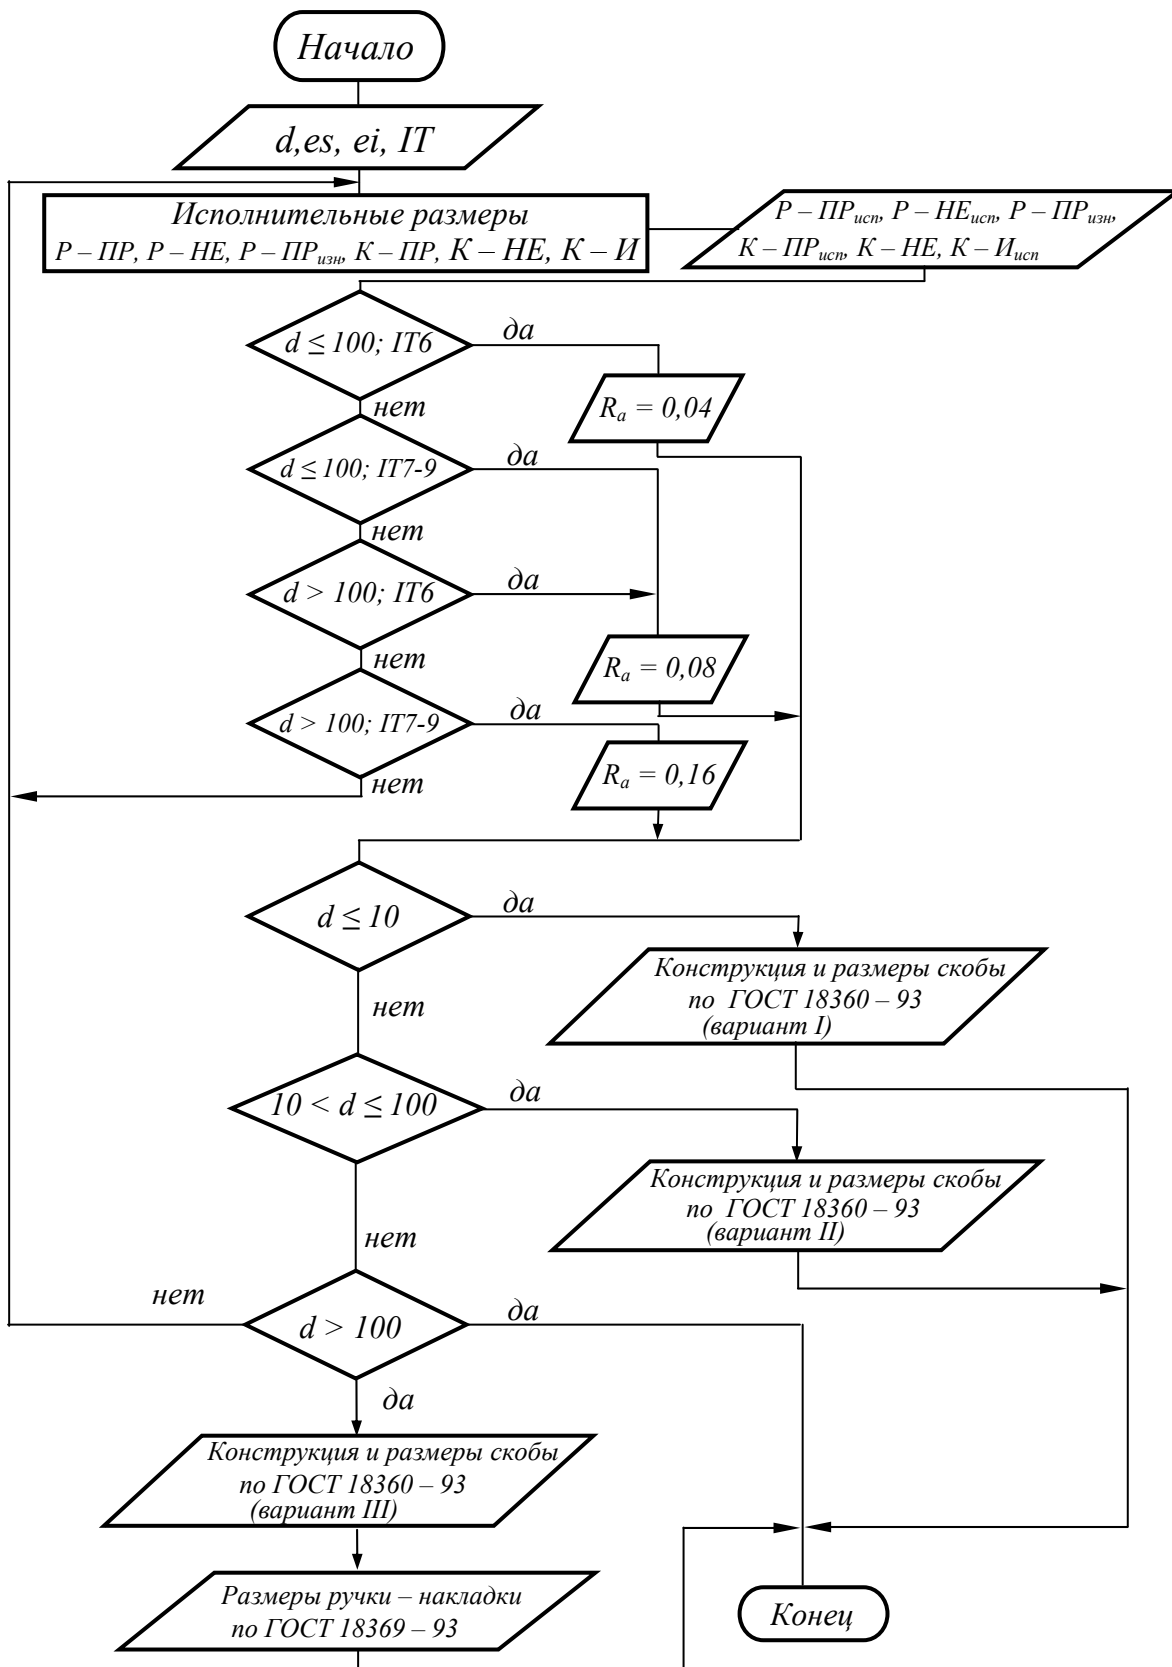 Начало
d,es, ei, IT
Исполнительные размеры
Р – ПР, Р – НЕ, Р – ПРизн, К – ПР, К – НЕ, К – И
Р – ПРисп, Р – НЕисп, Р – ПРизн,
К – ПРисп, К – НЕ, К – Иисп
d ≤ 100; IT6
да
Ra = 0,04
нет
d ≤ 100; IT7-9
да
нет
d > 100; IT6
да
нет
Ra = 0,08
d > 100; IT7-9
да
Ra = 0,16
нет
d ≤ 10
да
Конструкция и размеры скобы
по ГОСТ 18360 – 93
(вариант I)
нет
10 < d ≤ 100
да
Конструкция и размеры скобы
по ГОСТ 18360 – 93
(вариант II)
нет
нет
d > 100
да
да
Конструкция и размеры скобы
по ГОСТ 18360 – 93
(вариант III)
Размеры ручки – накладки
по ГОСТ 18369 – 93
Конец